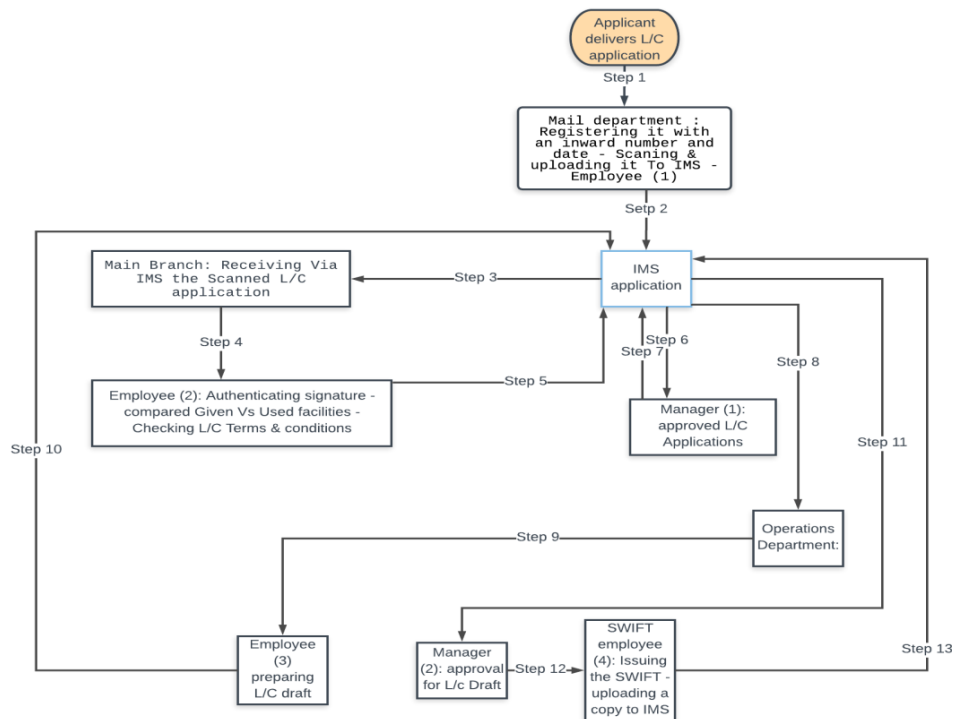 Applicant
delivers L/C
application
Step 1
Mail department :
Registering it with
an inward number and
date - Scaning &
uploading it To IMS -
Employee (1)
Setp 2
Main Branch: Receiving Via
IMS the Scanned L/C
application
Step 3
IMS
application
Step 4
Step 6
Step 7
Step 8
Employee (2): Authenticating signature -
compared Given Vs Used facilities -
Checking L/C Terms & conditions
Step 5
Manager (1):
approved L/C
Applications
Step 10
Step 11
Operations
Department:
Step 9
Employee
(3)
preparing
L/C draft
Manager
(2): approval
for L/c Draft
Step 12
SWIFT
employee
(4): Issuing
the SWIFT -
uploading a
copy to IMS
Step 13